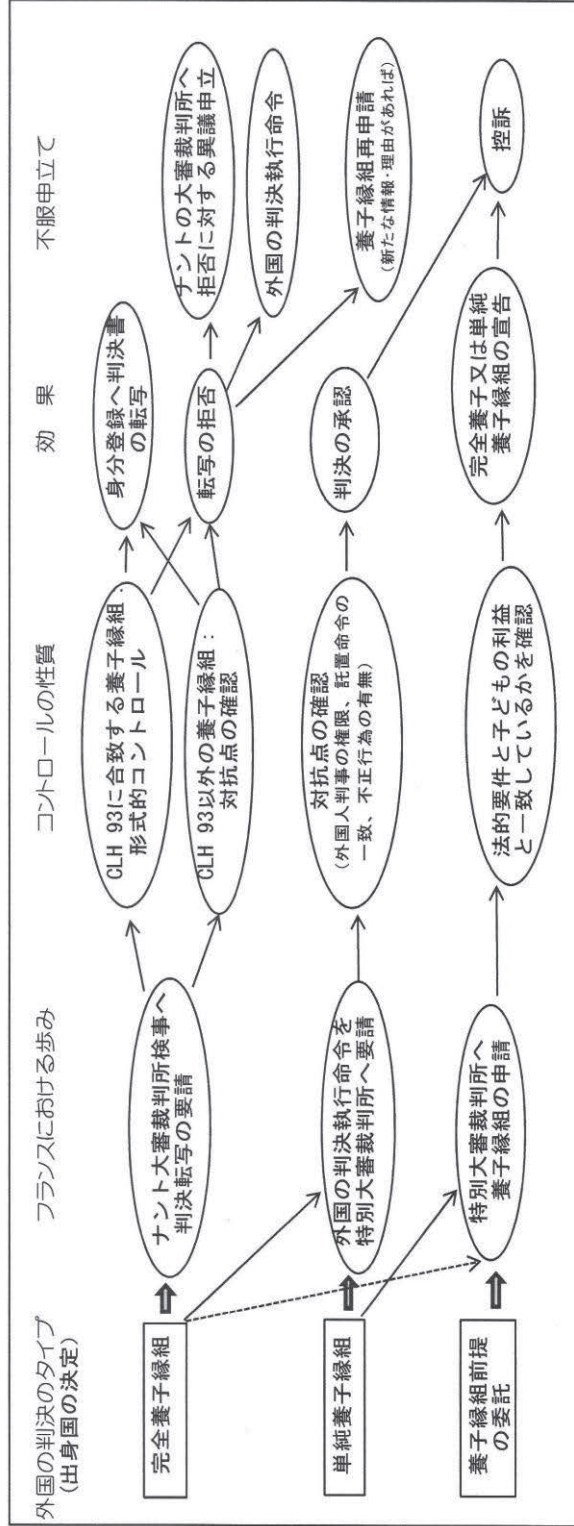 外国の判決のタイプ
(出身国の決定)
フランスにおける歩み
コントロールの性質
効 果
不服申立て
完全養子縁組
ナント大審裁判所検事へ
判決転写の要請
CLH 93に合致する養子縁組:
形式的コントロール
CLH 93以外の養子縁組:
対抗点の確認
身分登録へ判決書
の転写
転写の拒否
ナントの大審裁判所へ
拒否に対する異議申立
外国の判決執行命令
養子縁組再申請
(新たな情報・理由があれば)
単純養子縁組
外国の判決執行命令を
特別大審裁判所へ要請
対抗点の確認
(外国人判事の権限、託置命令の
一致、不正行為の有無)
判決の承認
養子縁組前提
の委託
特別大審裁判所へ
養子縁組の申請
法的要件と子どもの利益
と一致しているかを確認
完全養子又は単純
養子縁組の宣告
控訴